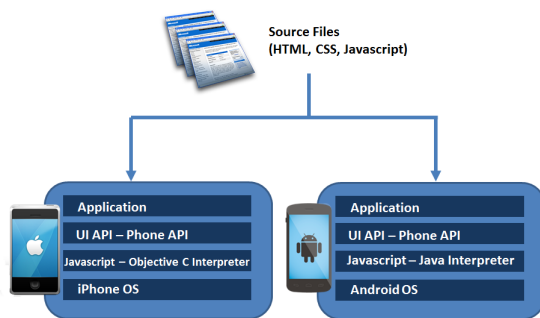 Source Files
(HTML, CSS, Javascript)
Application
UI API – Phone API
Javascript – Objective C Interpreter
iPhone OS
Application
UI API – Phone API
Javascript – Java Interpreter
Android OS